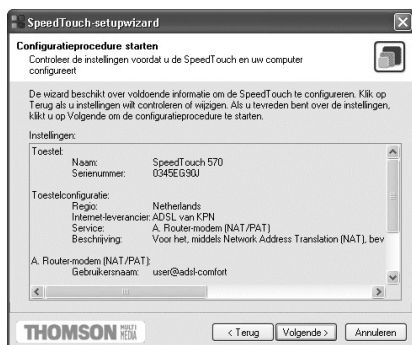 SpeedTouch-setupwizard
Configuratieprocedure starten
Controleer de instellingen voordat u de SpeedTouch en uw computer
configureert
De wizard beschikt over voldoende informatie om de SpeedTouch te configureren. Klik op
Terug als u instellingen wilt controleren of wijzigen. Als u tevreden bent over de instellingen,
klikt u op Volgende om de configuratieprocedure te starten.
Instellingen:
Toestel:
Naam: SpeedTouch 570
Serienummer: 0345EG90J
Toestelconfiguratie:
Regio: Netherlands
Internet-leverancier: ADSL van KPN
Service: A. Router-modem (NAT/PAT)
Beschrijving: Voor het, middels Network Address Translation (NAT), bev
A. Router-modem (NAT/PAT):
Gebruikersnaam: user@adsl-comfort
THOMSON MULTI MEDIA
< Terug Volgende > Annuleren